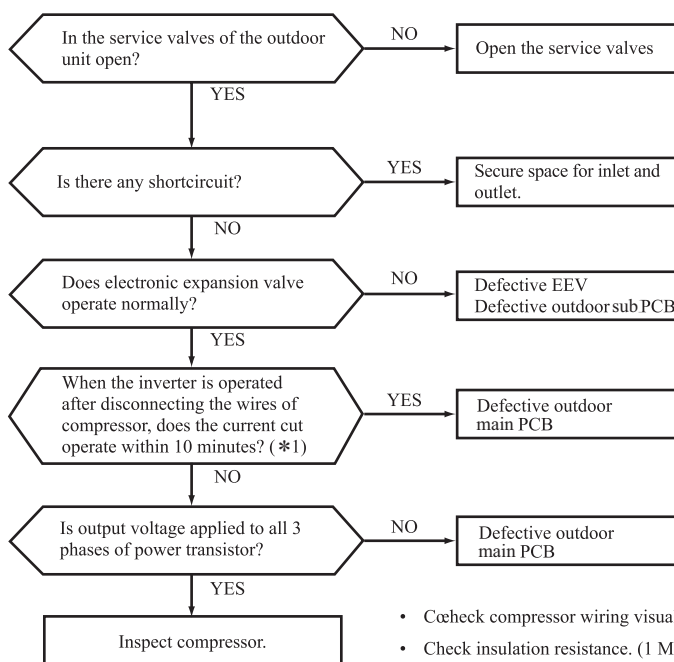 In the service valves of the outdoor
unit open?
NO
Open the service valves
YES
Is there any shortcircuit?
YES
Secure space for inlet and
outlet.
NO
Does electronic expansion valve
operate normally?
NO
Defective EEV
Defective outdoor sub PCB
YES
When the inverter is operated
after disconnecting the wires of
compressor, does the current cut
operate within 10 minutes? (*1)
YES
Defective outdoor
main PCB
NO
Is output voltage applied to all 3
phases of power transistor?
NO
Defective outdoor
main PCB
YES
Inspect compressor.
• Cœheck compressor wiring visua
• Check insulation resistance. (1 M